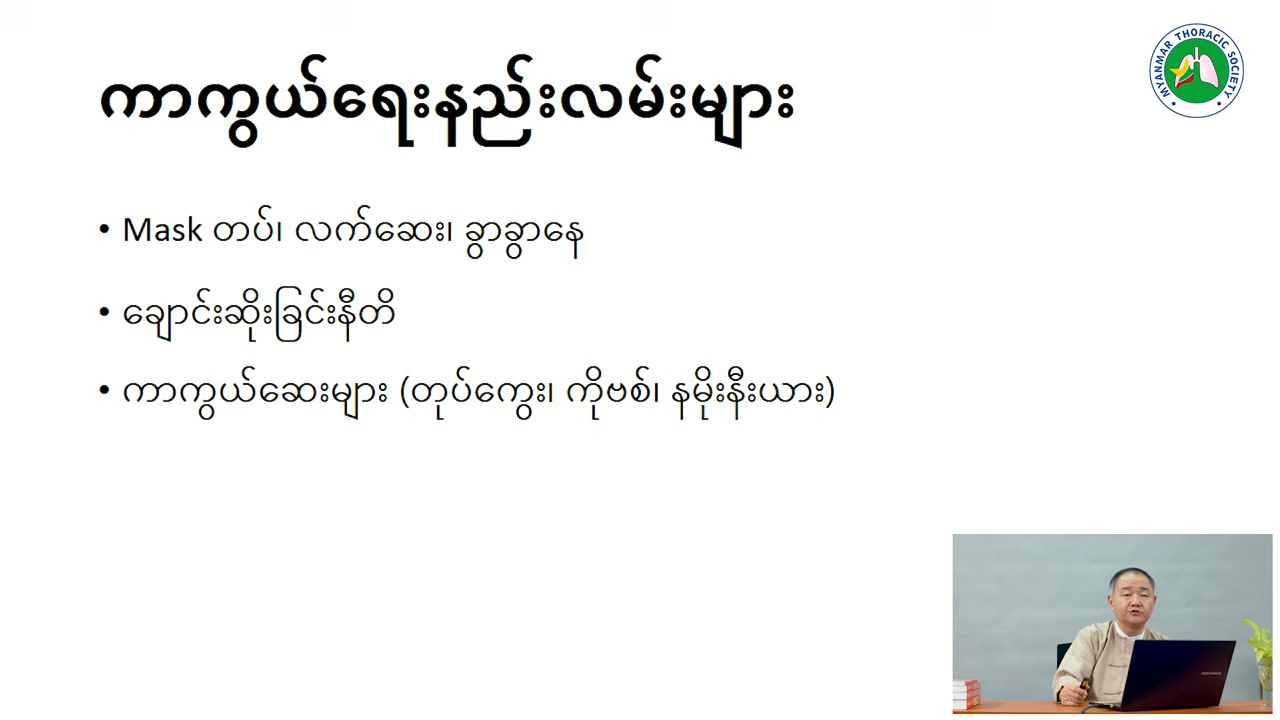 ကာကွယ်ရေးနည်းလမ်းများ
MYANMAR THORACIC SOCIETY
• Mask တပ်၊ လက်ဆေး၊ ခွာခွာနေ
• ချောင်းဆိုးခြင်းနီတိ
• ကာကွယ်ဆေးများ (တုပ်ကွေး၊ ကိုဗစ်၊ နမိုးနီးယား)